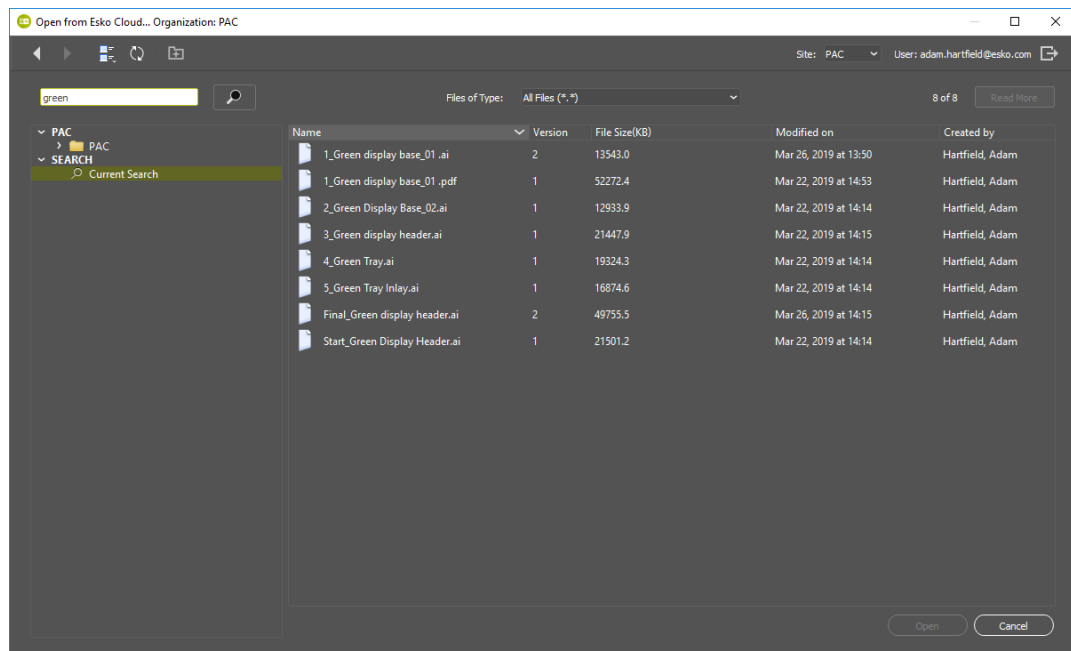 Open from Esko Cloud... Organization: PAC
Site: PAC User: adam.hartfield@esko.com
green Files of Type: All Files (*.*) 8 of 8 Read More
PAC
PAC
SEARCH
Current Search
Name Version File Size(KB) Modified on Created by
1_Green display base_01 .ai 2 13543.0 Mar 26, 2019 at 13:50 Hartfield, Adam
1_Green display base_01 .pdf 1 52272.4 Mar 22, 2019 at 14:53 Hartfield, Adam
2_Green Display Base_02.ai 1 12933.9 Mar 22, 2019 at 14:14 Hartfield, Adam
3_Green display header.ai 1 21447.9 Mar 22, 2019 at 14:15 Hartfield, Adam
4_Green Tray.ai 1 19324.3 Mar 22, 2019 at 14:14 Hartfield, Adam
5_Green Tray Inlay.ai 1 16874.6 Mar 22, 2019 at 14:14 Hartfield, Adam
Final_Green display header.ai 2 49755.5 Mar 26, 2019 at 14:15 Hartfield, Adam
Start_Green Display Header.ai 1 21501.2 Mar 22, 2019 at 14:14 Hartfield, Adam
Open Cancel